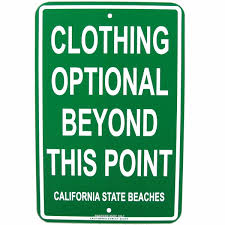 CLOTHING
OPTIONAL
BEYOND
THIS POINT
CALIFORNIA STATE BEACHES